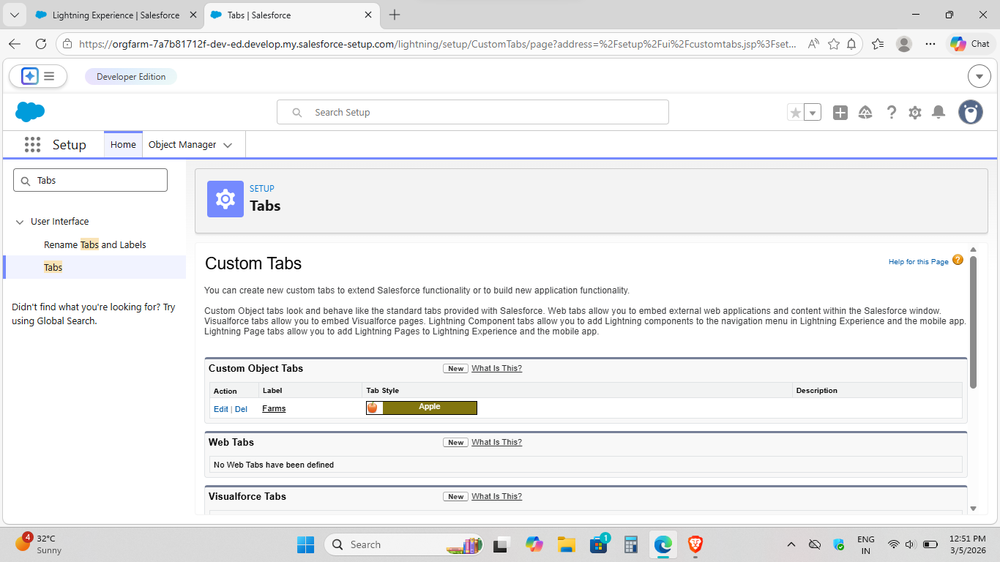 Lightning Experience | Salesforce
Tabs | Salesforce
https://orgfarm-7a7b81712f-dev-ed.develop.my.salesforce-setup.com/lightning/setup/CustomTabs/page?address=%2Fsetup%2Fui%2Fcustomtabs.jsp%3Fset...
Chat
Developer Edition
Search Setup
Setup
Home
Object Manager
Tabs
SETUP
Tabs
User Interface
Rename Tabs and Labels
Tabs
Didn't find what you're looking for? Try
using Global Search.
Custom Tabs
Help for this Page
You can create new custom tabs to extend Salesforce functionality or to build new application functionality.
Custom Object tabs look and behave like the standard tabs provided with Salesforce. Web tabs allow you to embed external web applications and content within the Salesforce window.
Visualforce tabs allow you to embed Visualforce pages. Lightning Component tabs allow you to add Lightning components to the navigation menu in Lightning Experience and the mobile app.
Lightning Page tabs allow you to add Lightning Pages to Lightning Experience and the mobile app.
Custom Object Tabs New What Is This?
Action Label Tab Style Description
Edit | Del Farms Apple
Web Tabs New What Is This?
No Web Tabs have been defined
Visualforce Tabs New What Is This?
4
32°C
Sunny
Search
1
ENG
IN
12:51 PM
3/5/2026